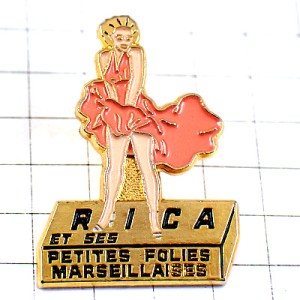 RICA
ET SES
PETITES FOLIES
MARSEILLAISES